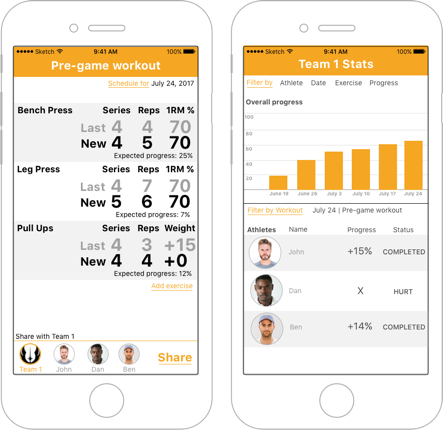 Sketch 9:41 AM 100%
Pre-game workout
Schedule for July 24, 2017
Bench Press Series Reps 1RM %
Last 4 4 70
New 4 5 70
Expected progress: 25%
Leg Press Series Reps 1RM %
Last 4 7 70
New 5 6 70
Expected progress: 7%
Pull Ups Series Reps Weight
Last 4 3 +15
New 4 4 +0
Expected progress: 12%
Add exercise
Share with Team 1
Team 1 John Dan Ben Share
Sketch 9:41 AM 100%
Team 1 Stats
Filter by Athlete Date Exercise Progress
Overall progress
100
80
60
40
20
June 19 June 26 July 3 July 10 July 17 July 24
Filter by Workout July 24 | Pre-game workout
Athletes Name Progress Status
John +15% COMPLETED
Dan X HURT
Ben +14% COMPLETED